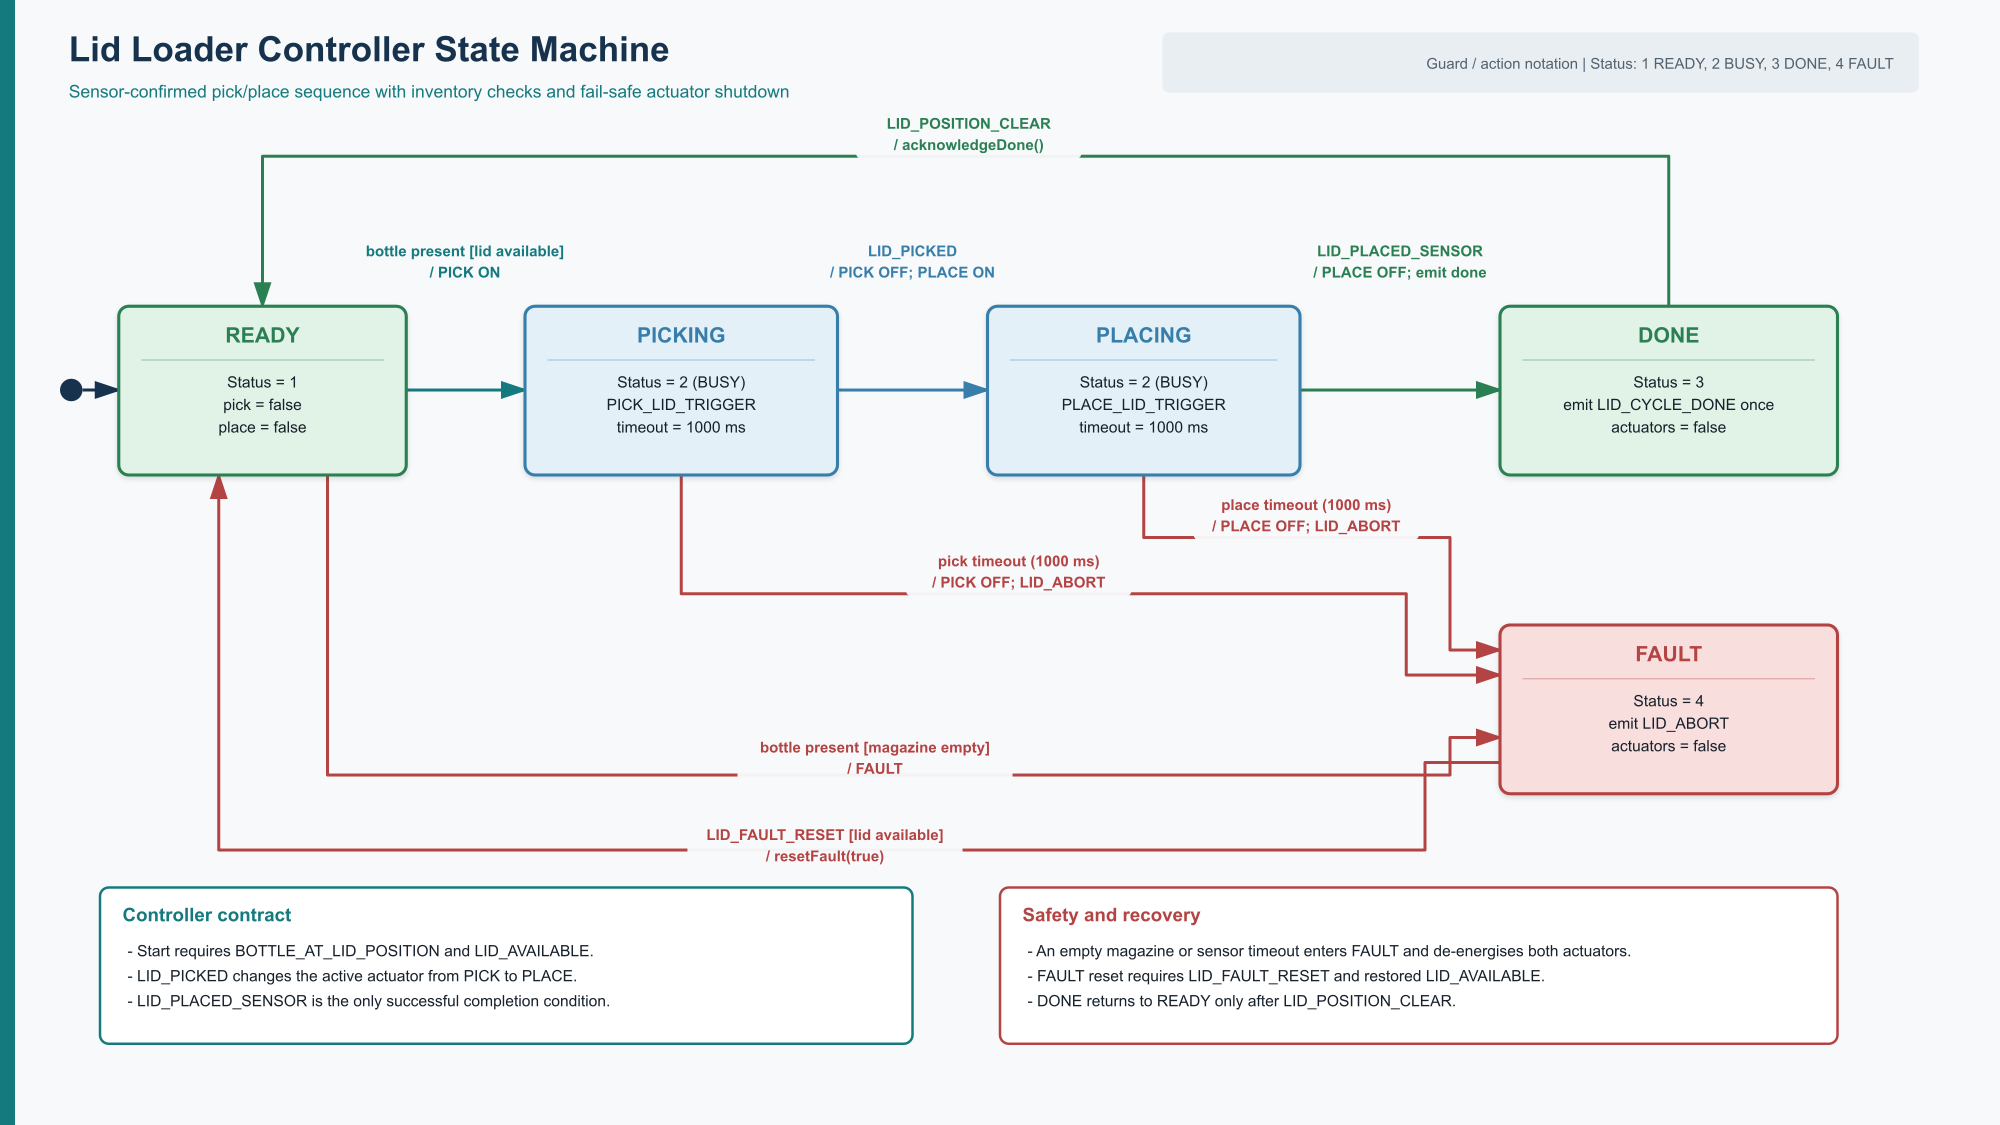 Lid Loader Controller State Machine
Sensor-confirmed pick/place sequence with inventory checks and fail-safe actuator shutdown
Guard / action notation | Status: 1 READY, 2 BUSY, 3 DONE, 4 FAULT
LID_POSITION_CLEAR
/ acknowledgeDone()
bottle present [lid available]
/ PICK ON
LID_PICKED
/ PICK OFF; PLACE ON
LID_PLACED_SENSOR
/ PLACE OFF; emit done
READY
Status = 1
pick = false
place = false
PICKING
Status = 2 (BUSY)
PICK_LID_TRIGGER
timeout = 1000 ms
PLACING
Status = 2 (BUSY)
PLACE_LID_TRIGGER
timeout = 1000 ms
DONE
Status = 3
emit LID_CYCLE_DONE once
actuators = false
place timeout (1000 ms)
/ PLACE OFF; LID_ABORT
pick timeout (1000 ms)
/ PICK OFF; LID_ABORT
FAULT
Status = 4
emit LID_ABORT
actuators = false
bottle present [magazine empty]
/ FAULT
LID_FAULT_RESET [lid available]
/ resetFault(true)
Controller contract
- Start requires BOTTLE_AT_LID_POSITION and LID_AVAILABLE.
- LID_PICKED changes the active actuator from PICK to PLACE.
- LID_PLACED_SENSOR is the only successful completion condition.
Safety and recovery
- An empty magazine or sensor timeout enters FAULT and de-energises both actuators.
- FAULT reset requires LID_FAULT_RESET and restored LID_AVAILABLE.
- DONE returns to READY only after LID_POSITION_CLEAR.